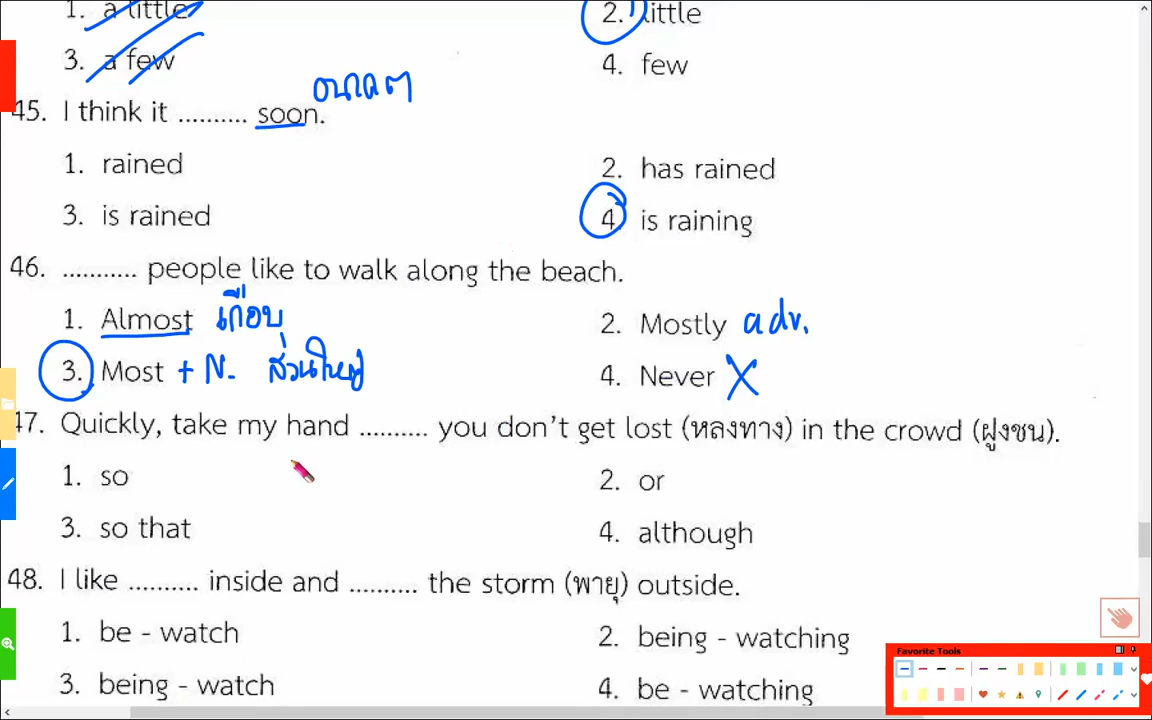 1. a little
2. little
3. a few
4. few
อนาคต
45. I think it .......... soon.
1. rained
2. has rained
3. is rained
4. is raining
46. ........... people like to walk along the beach.
1. Almost เกือบ
2. Mostly adv.
3. Most + N. ส่วนใหญ่
4. Never X
47. Quickly, take my hand .......... you don't get lost (หลงทาง) in the crowd (ฝูงชน).
1. so
2. or
3. so that
4. although
48. I like .......... inside and .......... the storm (พายุ) outside.
1. be - watch
2. being - watching
3. being - watch
4. be - watching
Favorite Tools